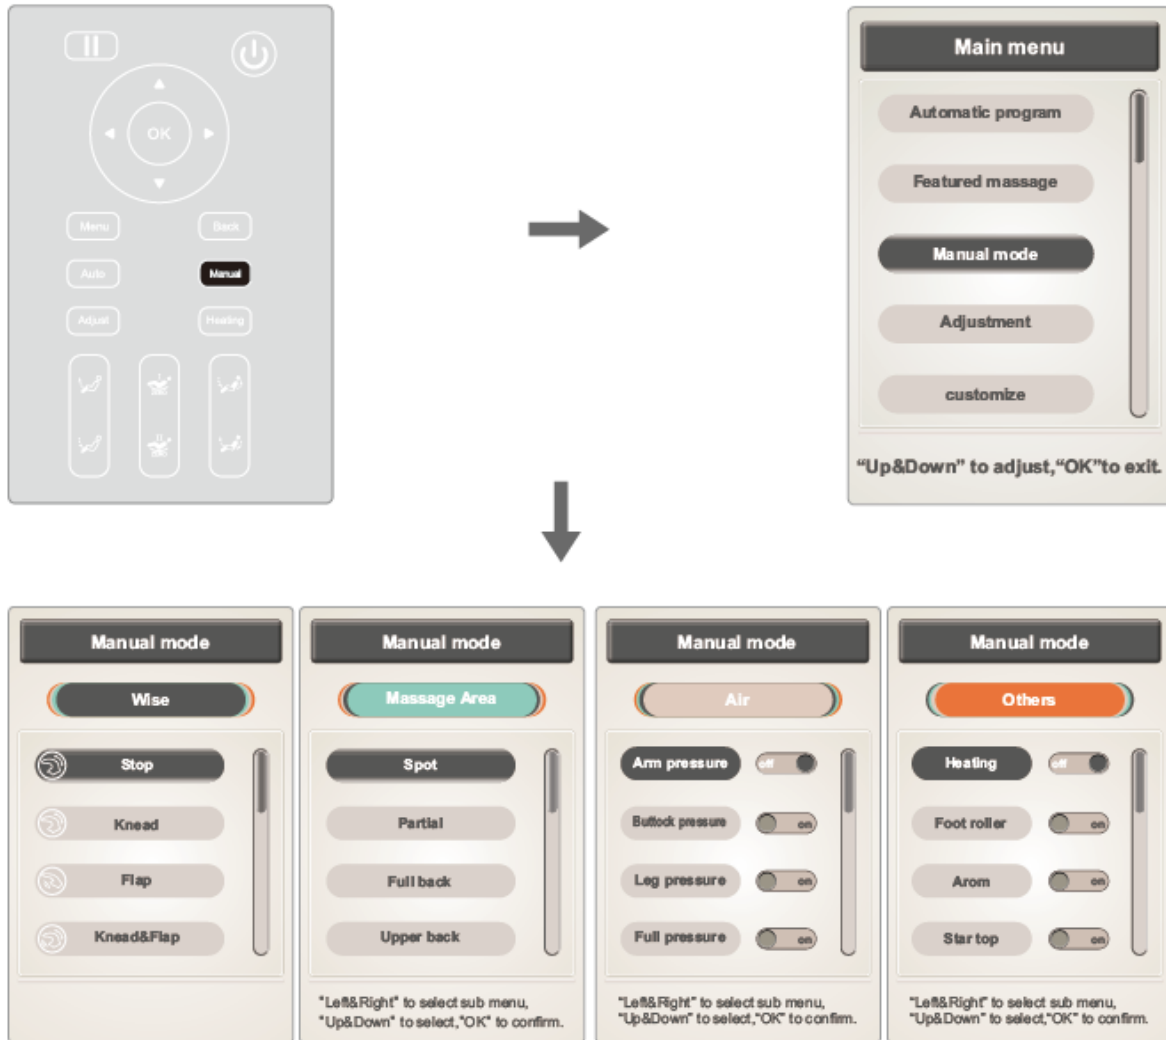 OK
Menu
Back
Auto
Manual
Adjust
Heating
Main menu
Automatic program
Featured massage
Manual mode
Adjustment
customize
“Up&Down” to adjust,“OK”to exit.
Manual mode
Wise
Stop
Knead
Flap
Knead&Flap
Manual mode
Massage Area
Spot
Partial
Full back
Upper back
"Left&Right" to select sub menu,
"Up&Down" to select,"OK" to confirm.
Manual mode
Air
Arm pressure off
Buttock pressure on
Leg pressure on
Full pressure on
"Left&Right" to select sub menu,
"Up&Down" to select,"OK" to confirm.
Manual mode
Others
Heating off
Foot roller on
Arom on
Star top on
"Left&Right" to select sub menu,
"Up&Down" to select,"OK" to confirm.